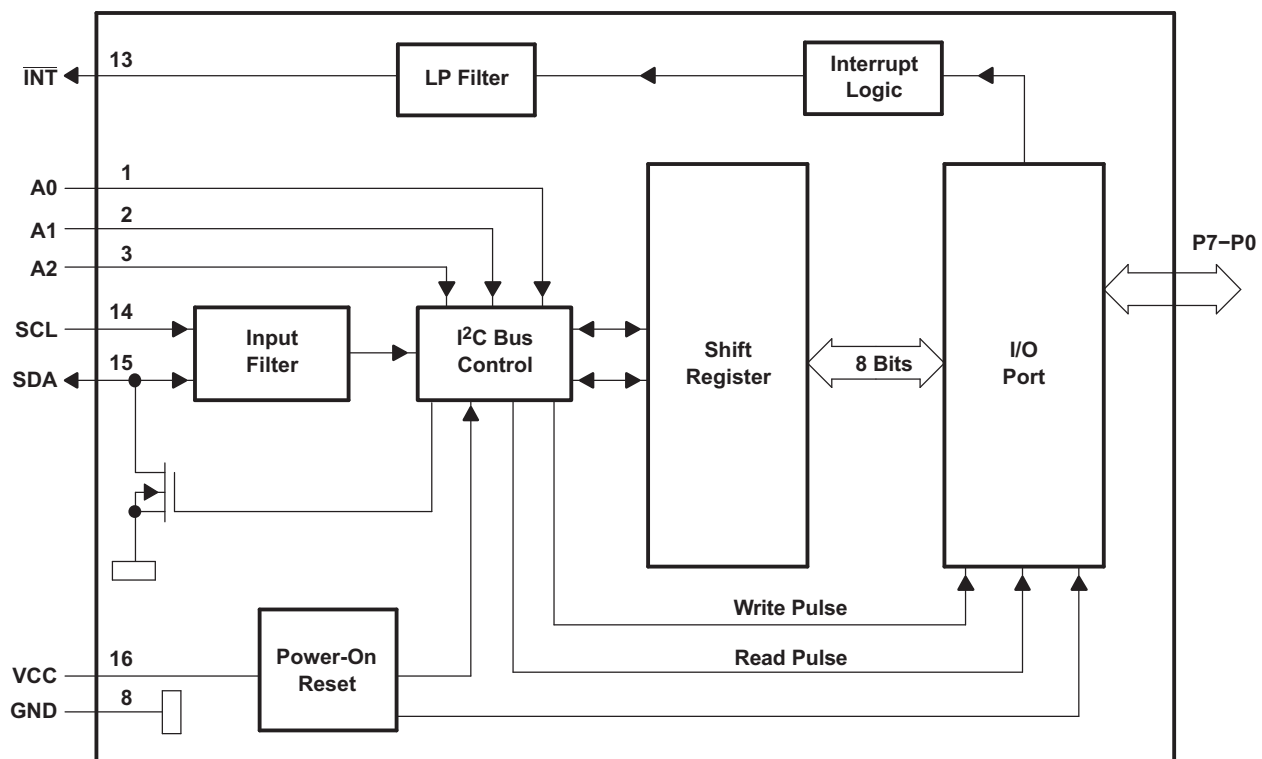 INT
13
LP Filter
Interrupt
Logic
A0
1
A1
2
A2
3
P7–P0
SCL
14
SDA
15
Input
Filter
I²C Bus
Control
Shift
Register
8 Bits
I/O
Port
Write Pulse
Read Pulse
VCC
16
GND
8
Power-On
Reset